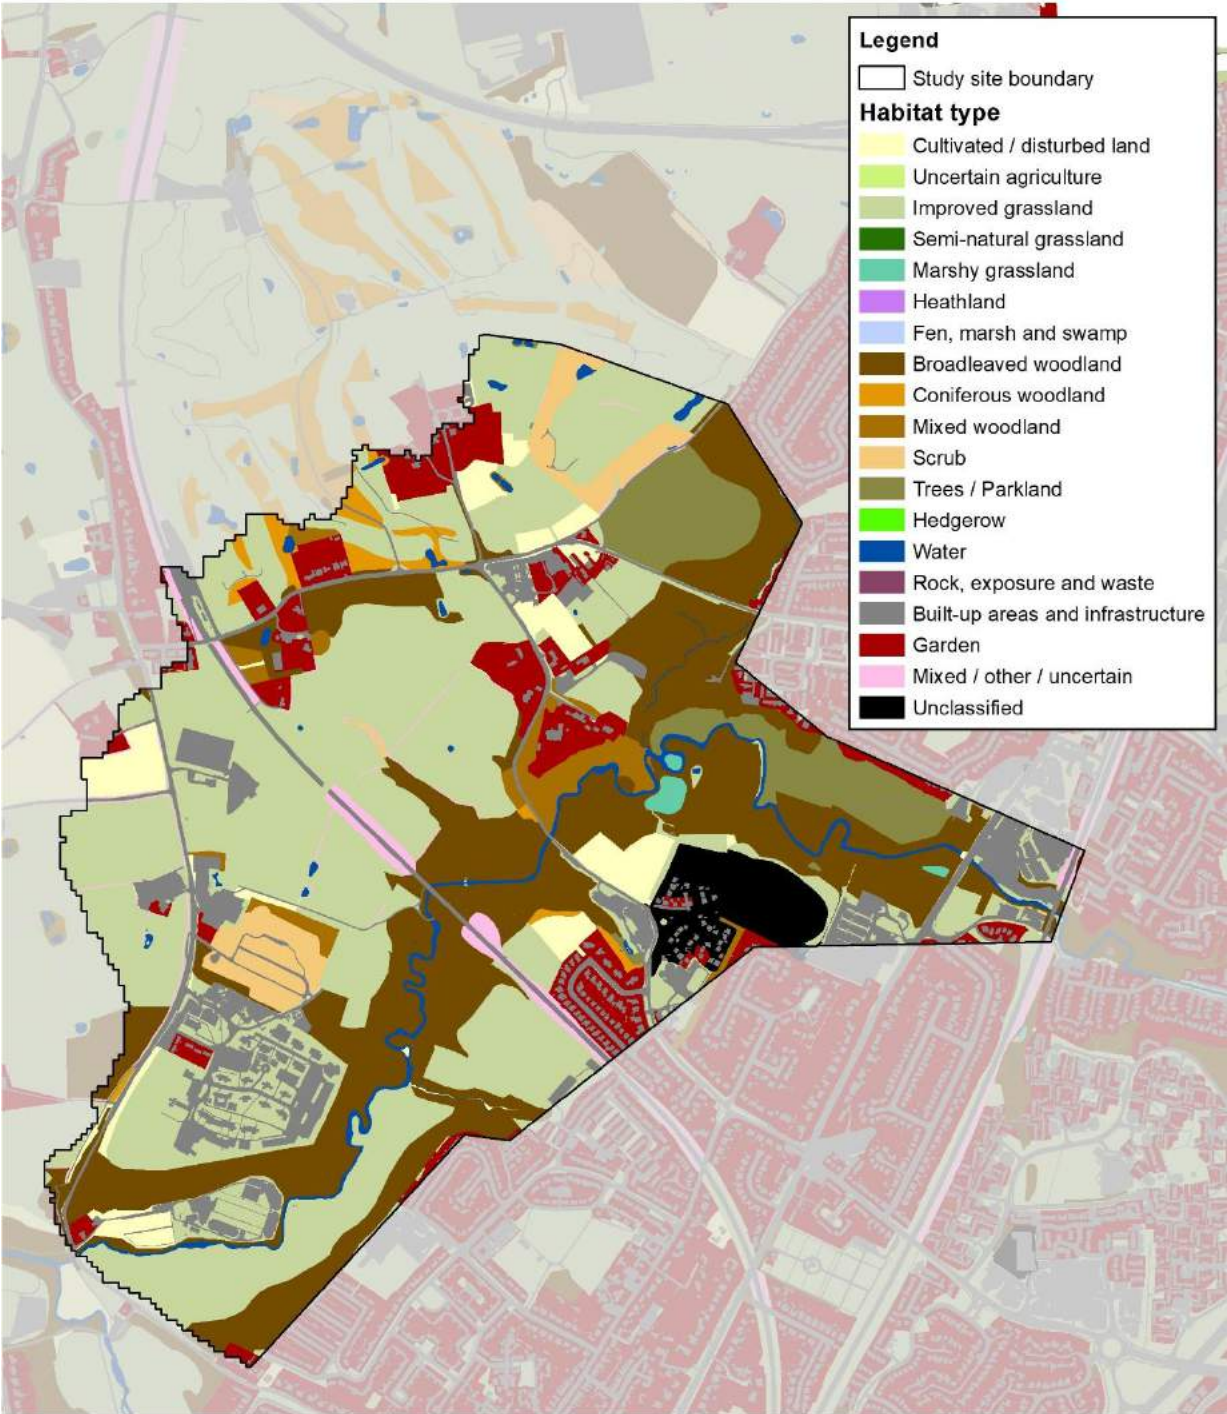 Legend
Study site boundary
Habitat type
Cultivated / disturbed land
Uncertain agriculture
Improved grassland
Semi-natural grassland
Marshy grassland
Heathland
Fen, marsh and swamp
Broadleaved woodland
Coniferous woodland
Mixed woodland
Scrub
Trees / Parkland
Hedgerow
Water
Rock, exposure and waste
Built-up areas and infrastructure
Garden
Mixed / other / uncertain
Unclassified